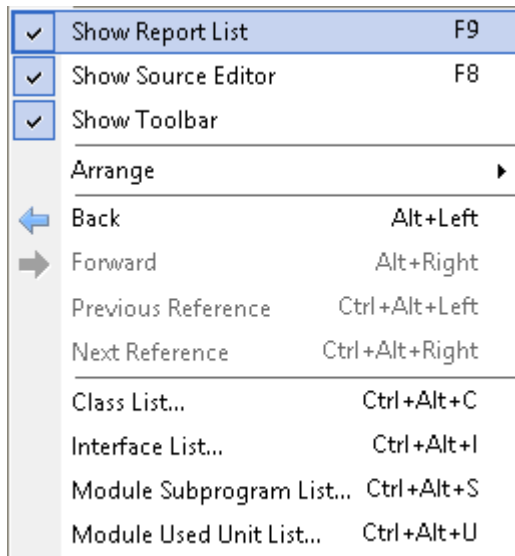 Show Report List F9
Show Source Editor F8
Show Toolbar
Arrange
Back Alt+Left
Forward Alt+Right
Previous Reference Ctrl+Alt+Left
Next Reference Ctrl+Alt+Right
Class List... Ctrl+Alt+C
Interface List... Ctrl+Alt+I
Module Subprogram List... Ctrl+Alt+S
Module Used Unit List... Ctrl+Alt+U